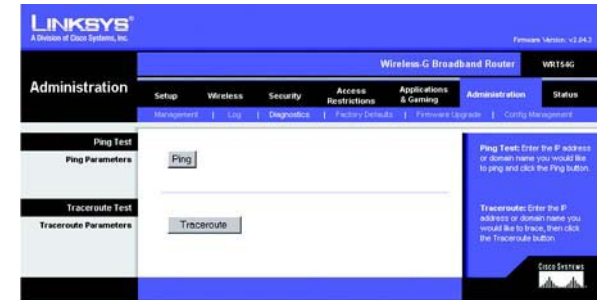 LINKSYS®
A Division of Cisco Systems, Inc.
Firmware Version: v2.04.3
Wireless-G Broadband Router WRT54G
Administration
Setup Wireless Security Access Restrictions Applications & Gaming Administration Status
Management | Log | Diagnostics | Factory Defaults | Firmware Upgrade | Config Management
Ping Test
Ping Parameters
Ping
Ping Test: Enter the IP address
or domain name you would like
to ping and click the Ping button.
Traceroute Test
Traceroute Parameters
Traceroute
Traceroute: Enter the IP
address or domain name you
would like to trace, then click
the Traceroute button
CISCO SYSTEMS